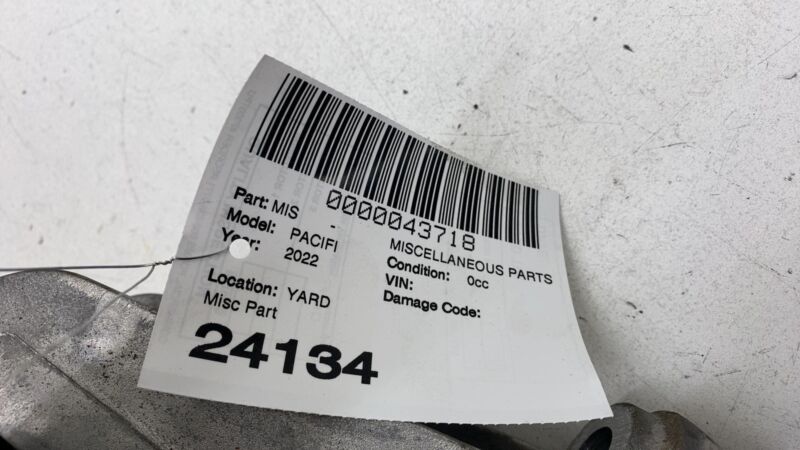 0000043718
Part: MIS - MISCELLANEOUS PARTS
Model: PACIFI Condition: 0cc
Year: 2022 VIN:
Damage Code:
Location: YARD
Misc Part
24134